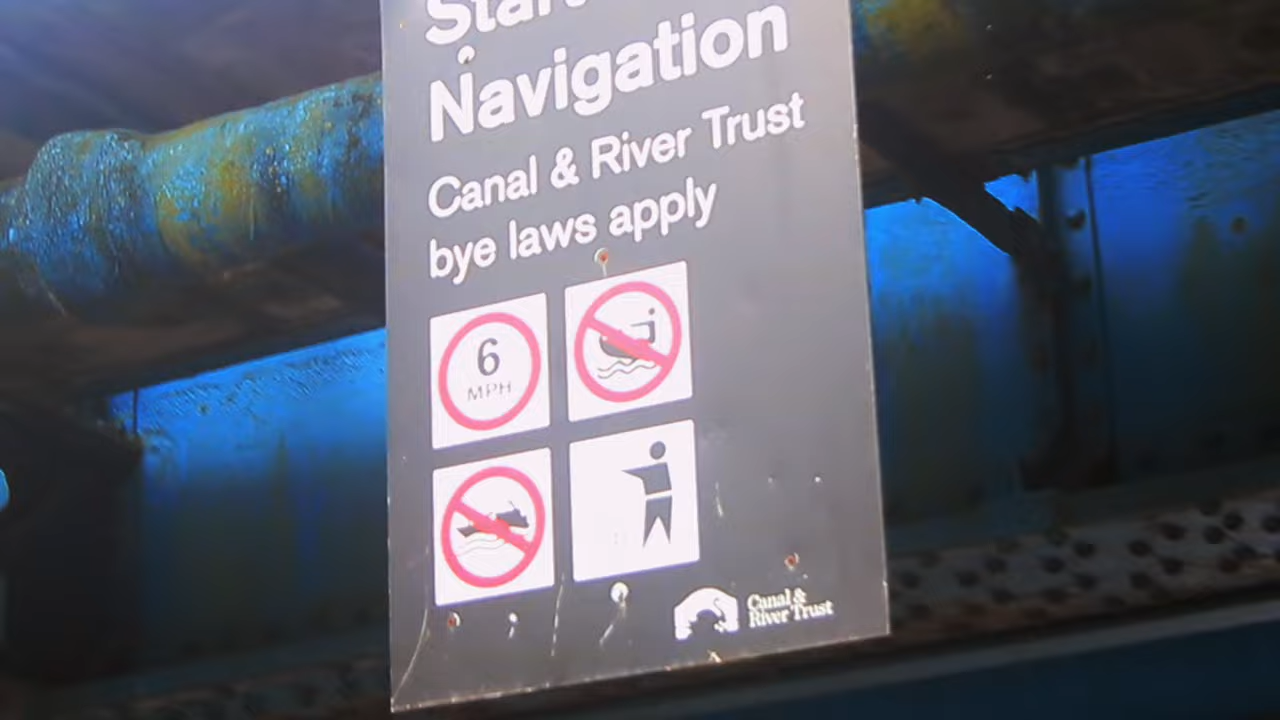 Navigation
Canal & River Trust
bye laws apply
6
MPH
Canal &
River Trust